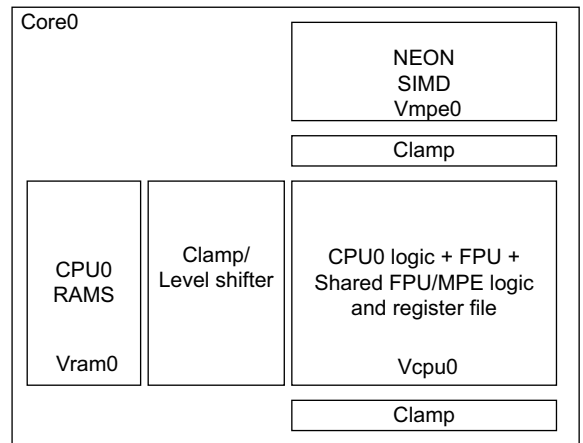 Core0
NEON
SIMD
Vmpe0
Clamp
CPU0
RAMS
Vram0
Clamp/
Level shifter
CPU0 logic + FPU +
Shared FPU/MPE logic
and register file
Vcpu0
Clamp